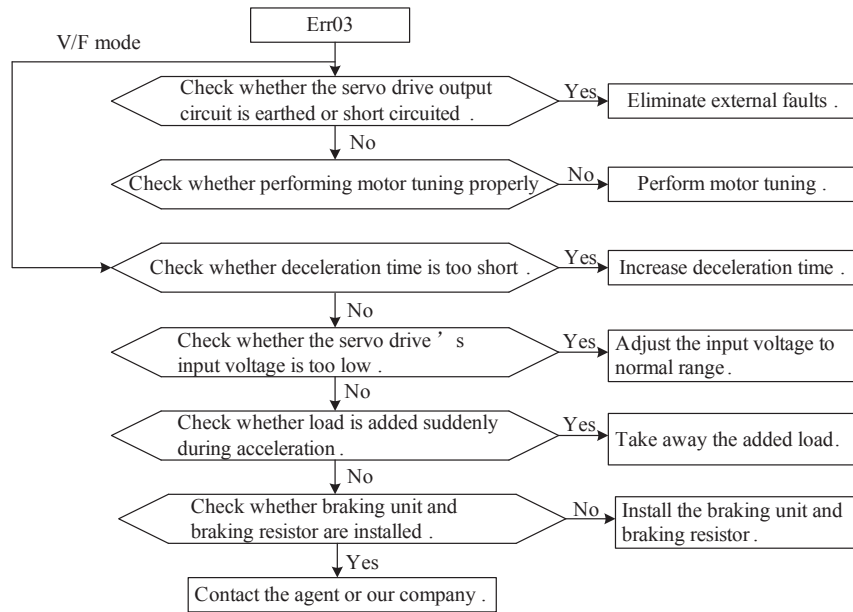 Err03
V/F mode
Check whether the servo drive output
circuit is earthed or short circuited .
Yes
Eliminate external faults .
No
Check whether performing motor tuning properly
No
Perform motor tuning .
Check whether deceleration time is too short .
Yes
Increase deceleration time .
No
Check whether the servo drive ’ s
input voltage is too low .
Yes
Adjust the input voltage to
normal range .
No
Check whether load is added suddenly
during acceleration .
Yes
Take away the added load .
No
Check whether braking unit and
braking resistor are installed .
No
Install the braking unit and
braking resistor .
Yes
Contact the agent or our company .